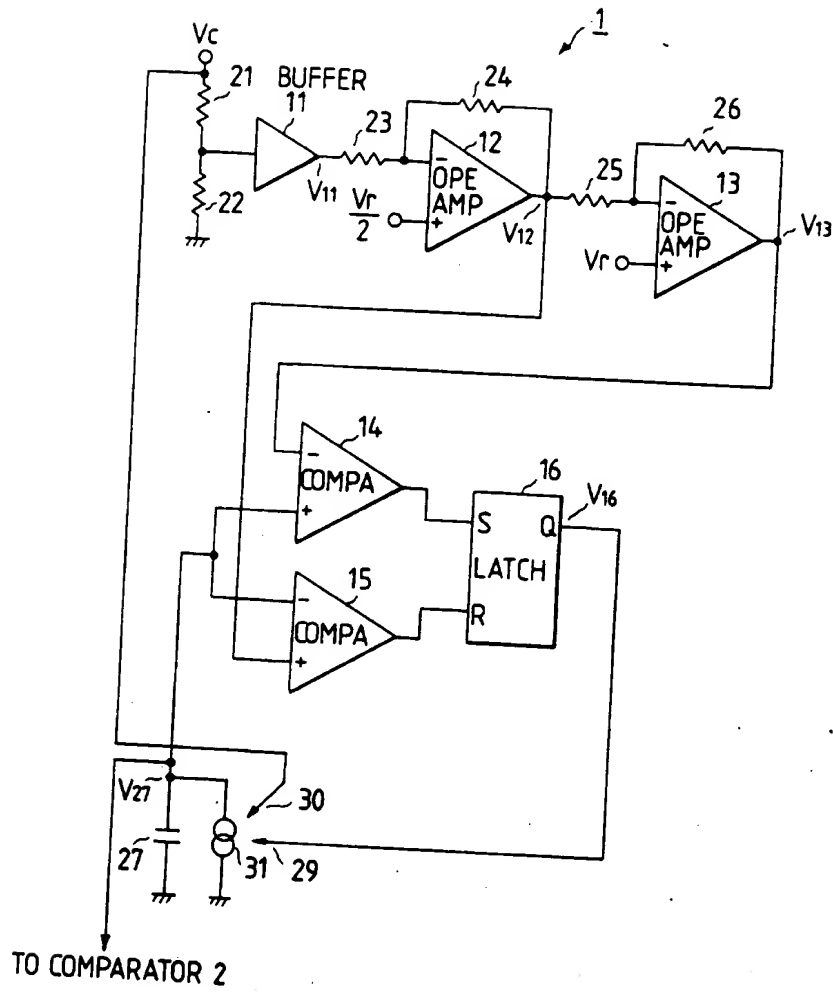 1
Vc
21
BUFFER
11
23
24
12
26
13
22
V11
OPE
AMP
-
+
Vr/2
V12
25
OPE
AMP
-
+
Vr
V13
14
COMPA
-
+
15
COMPA
-
+
16
S
Q
LATCH
R
V16
V27
27
31
30
29
TO COMPARATOR 2